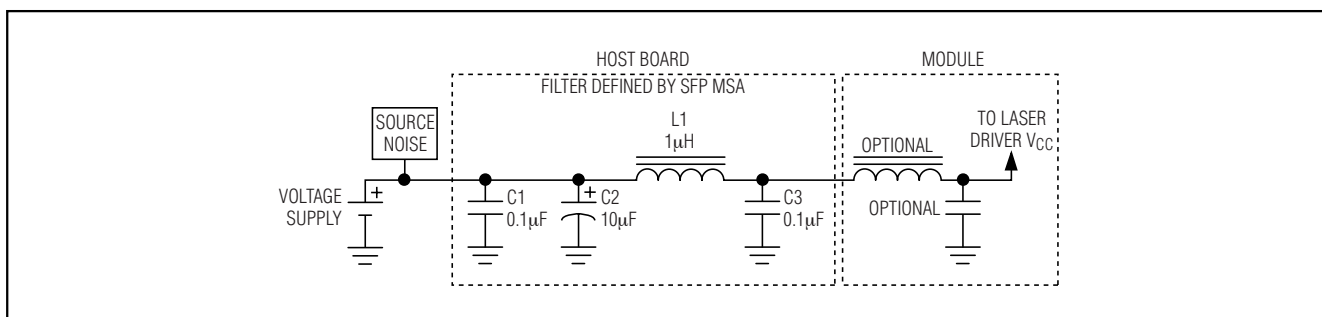 HOST BOARD
FILTER DEFINED BY SFP MSA
MODULE
SOURCE
NOISE
VOLTAGE
SUPPLY
+
C1
0.1μF
+
C2
10μF
L1
1μH
C3
0.1μF
OPTIONAL
OPTIONAL
TO LASER
DRIVER VCC